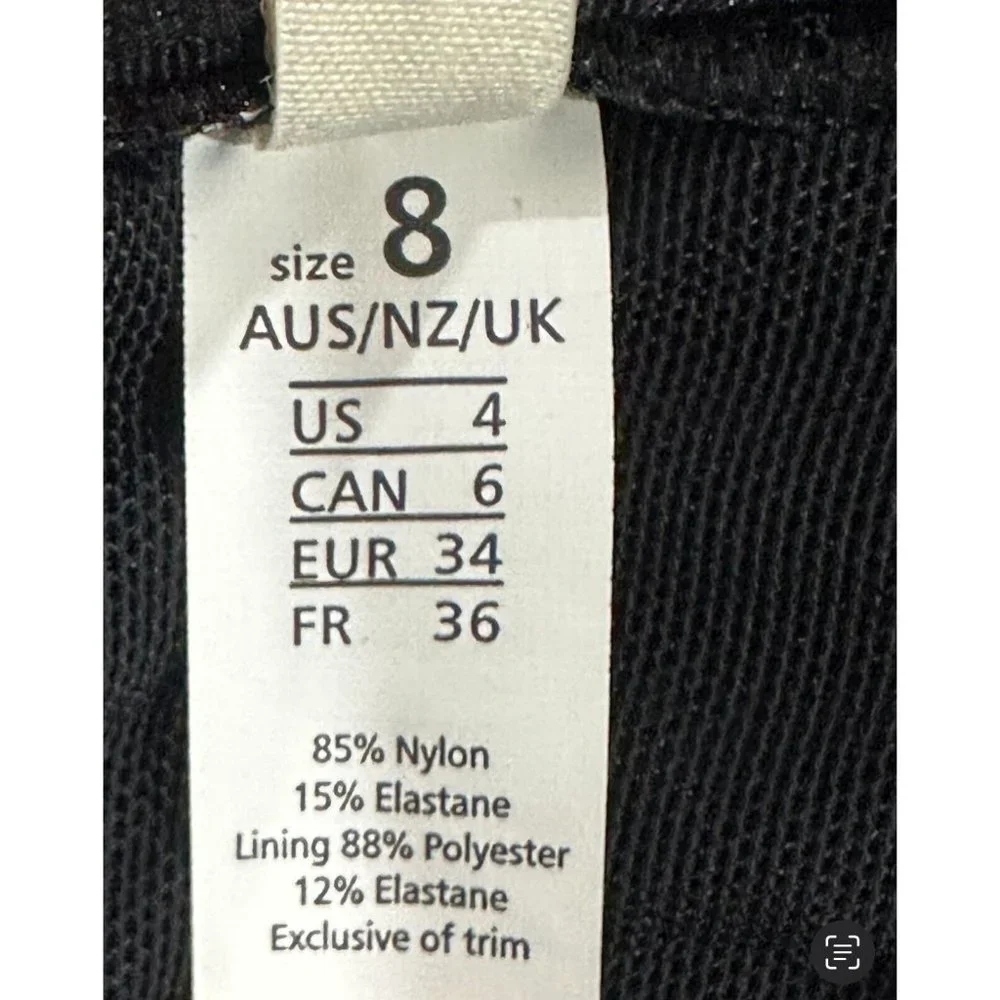 size 8
AUS/NZ/UK
US 4
CAN 6
EUR 34
FR 36
85% Nylon
15% Elastane
Lining 88% Polyester
12% Elastane
Exclusive of trim